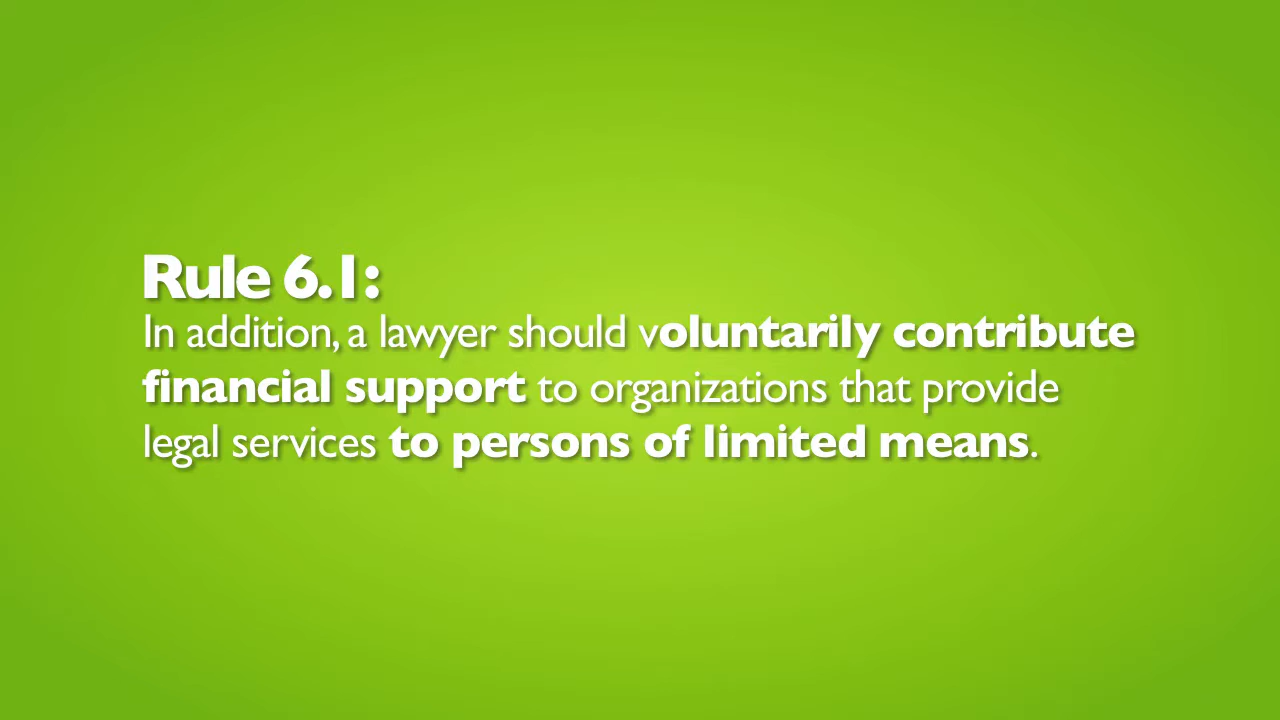 Rule 6.1:
In addition, a lawyer should voluntarily contribute
financial support to organizations that provide
legal services to persons of limited means.